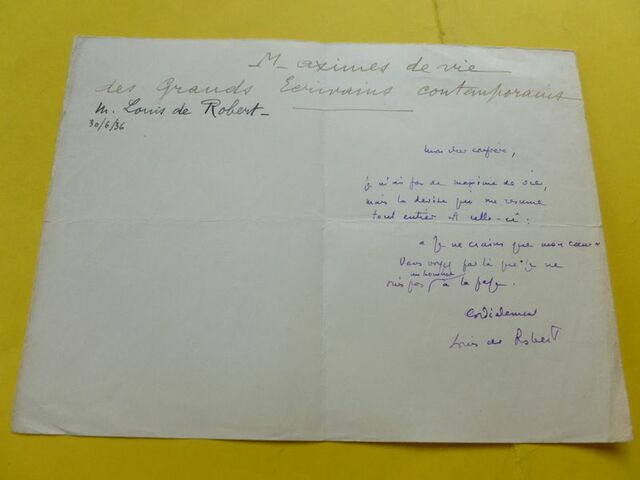 Maximes de vie
des Grands Ecrivains contemporains
M. Louis de Robert -
30/6/36
Mon cher confrère,
je n'ai pas de maxime de vie,
mais la devise qui me résume
tout entier est celle-ci :
« Je ne crains que mon cœur »
Vous voyez par là que je ne
suis pas un homme à la page.
Cordialement
Louis de Robert